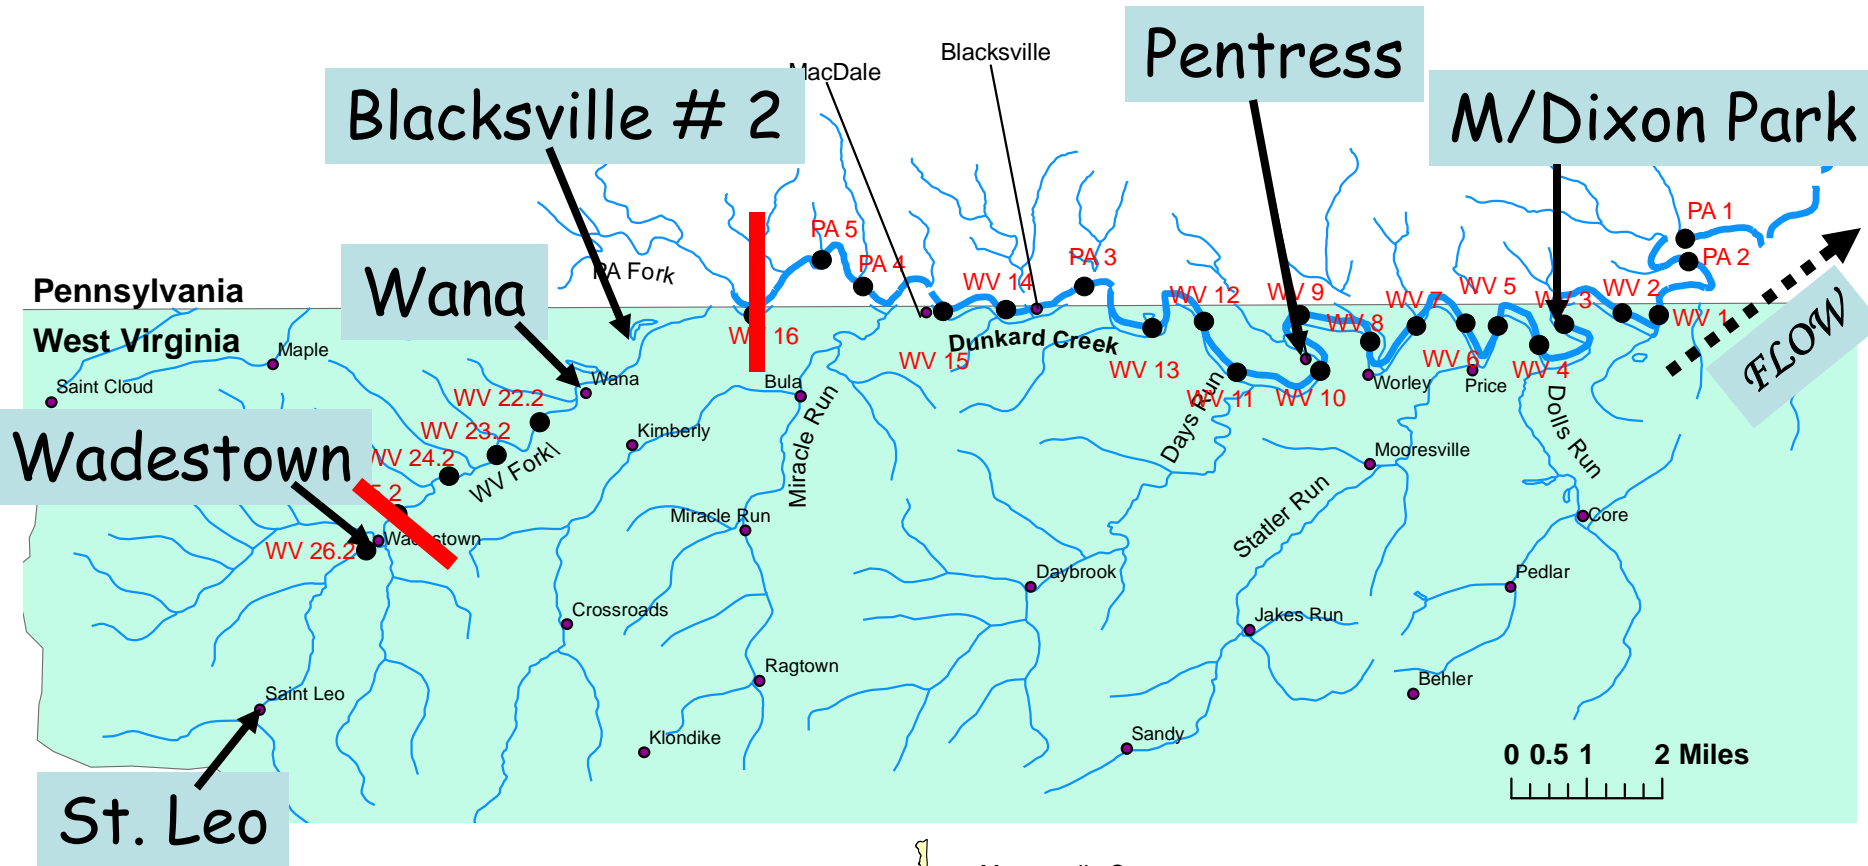 Blacksville
MacDale
Pentress
Blacksville # 2
M/Dixon Park
PA 1
PA 5
PA 2
PA Fork
PA 4
PA 3
Wana
Pennsylvania
WV 14
WV 12
WV 9
WV 7
WV 5
WV 3
WV 2
WV 1
West Virginia
WV 16
Dunkard Creek
WV 8
FLOW
Maple
WV 15
WV 13
WV 6
WV 4
Saint Cloud
Wana
Bula
Worley
Price
WV 22.2
WV 11
WV 10
Days Run
Dolls Run
WV 23.2
Kimberly
Miracle Run
Wadestown
WV 24.2
Mooresville
WV Fork\
5.2
Statler Run
Miracle Run
Core
WV 26.2
Wadestown
Daybrook
Pedlar
Crossroads
Jakes Run
Ragtown
Behler
Saint Leo
Klondike
Sandy
0 0.5 1 2 Miles
St. Leo